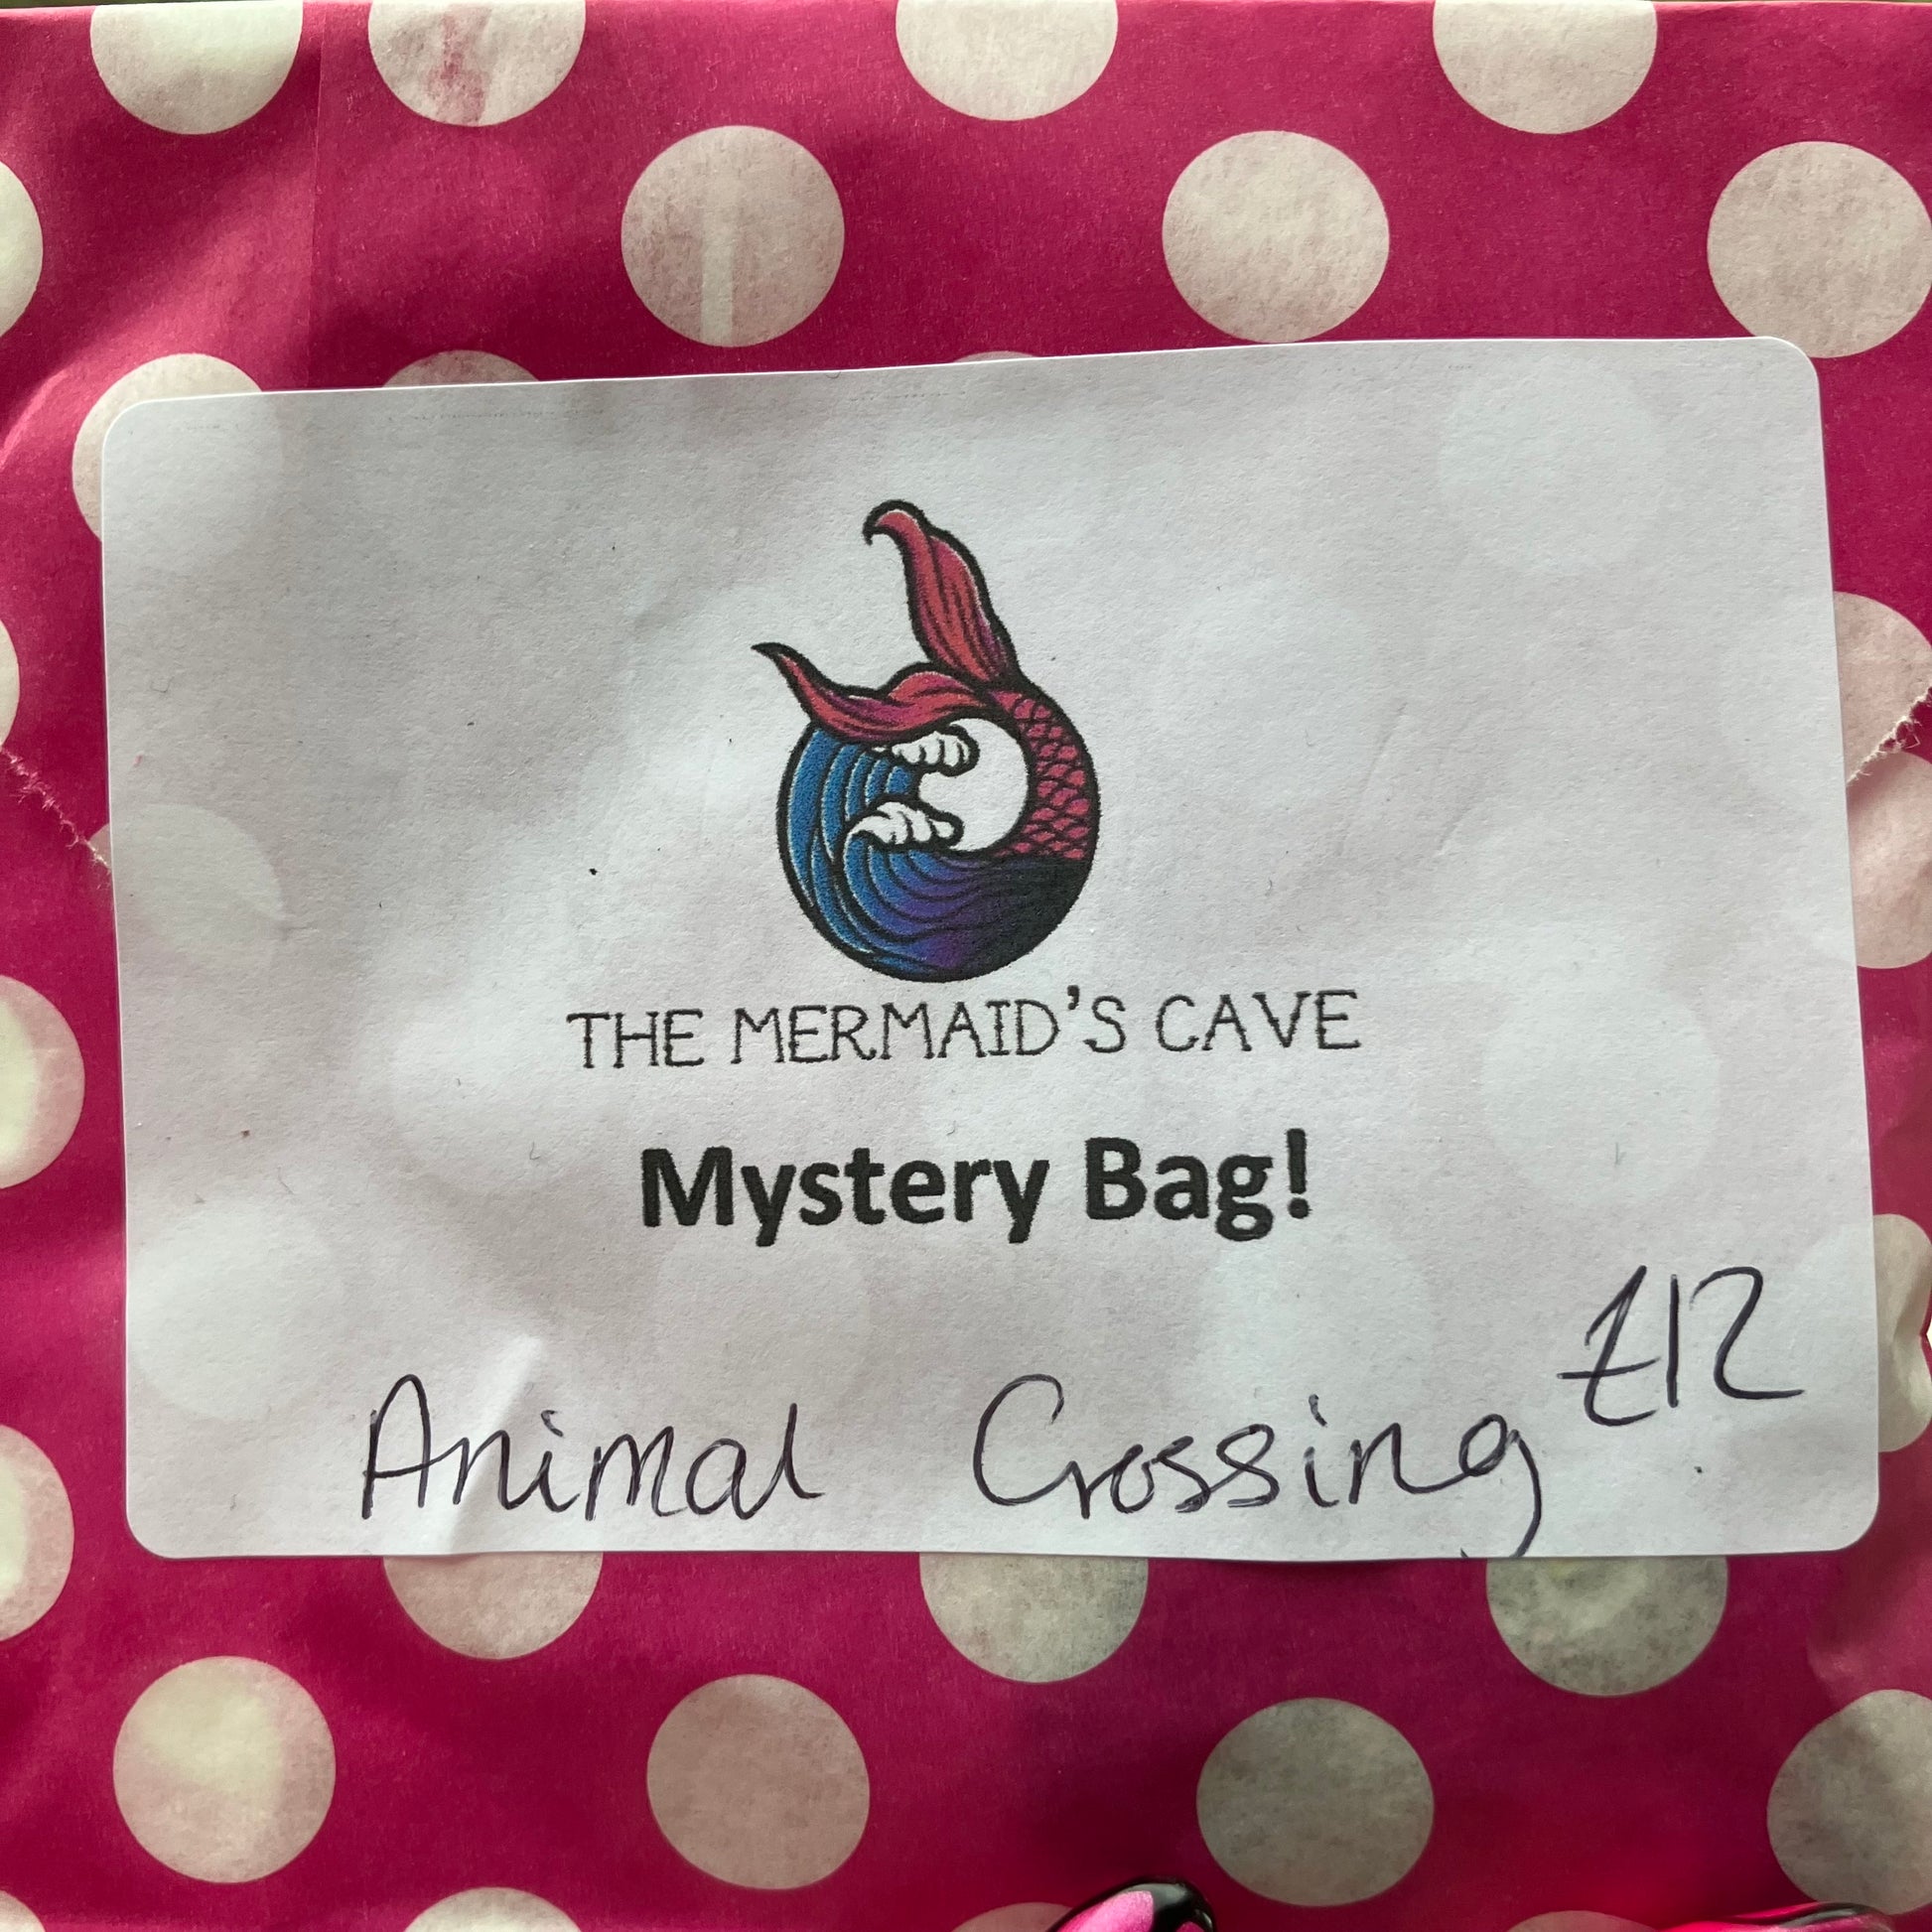 THE MERMAID'S CAVE
Mystery Bag!
£12
Animal Crossing